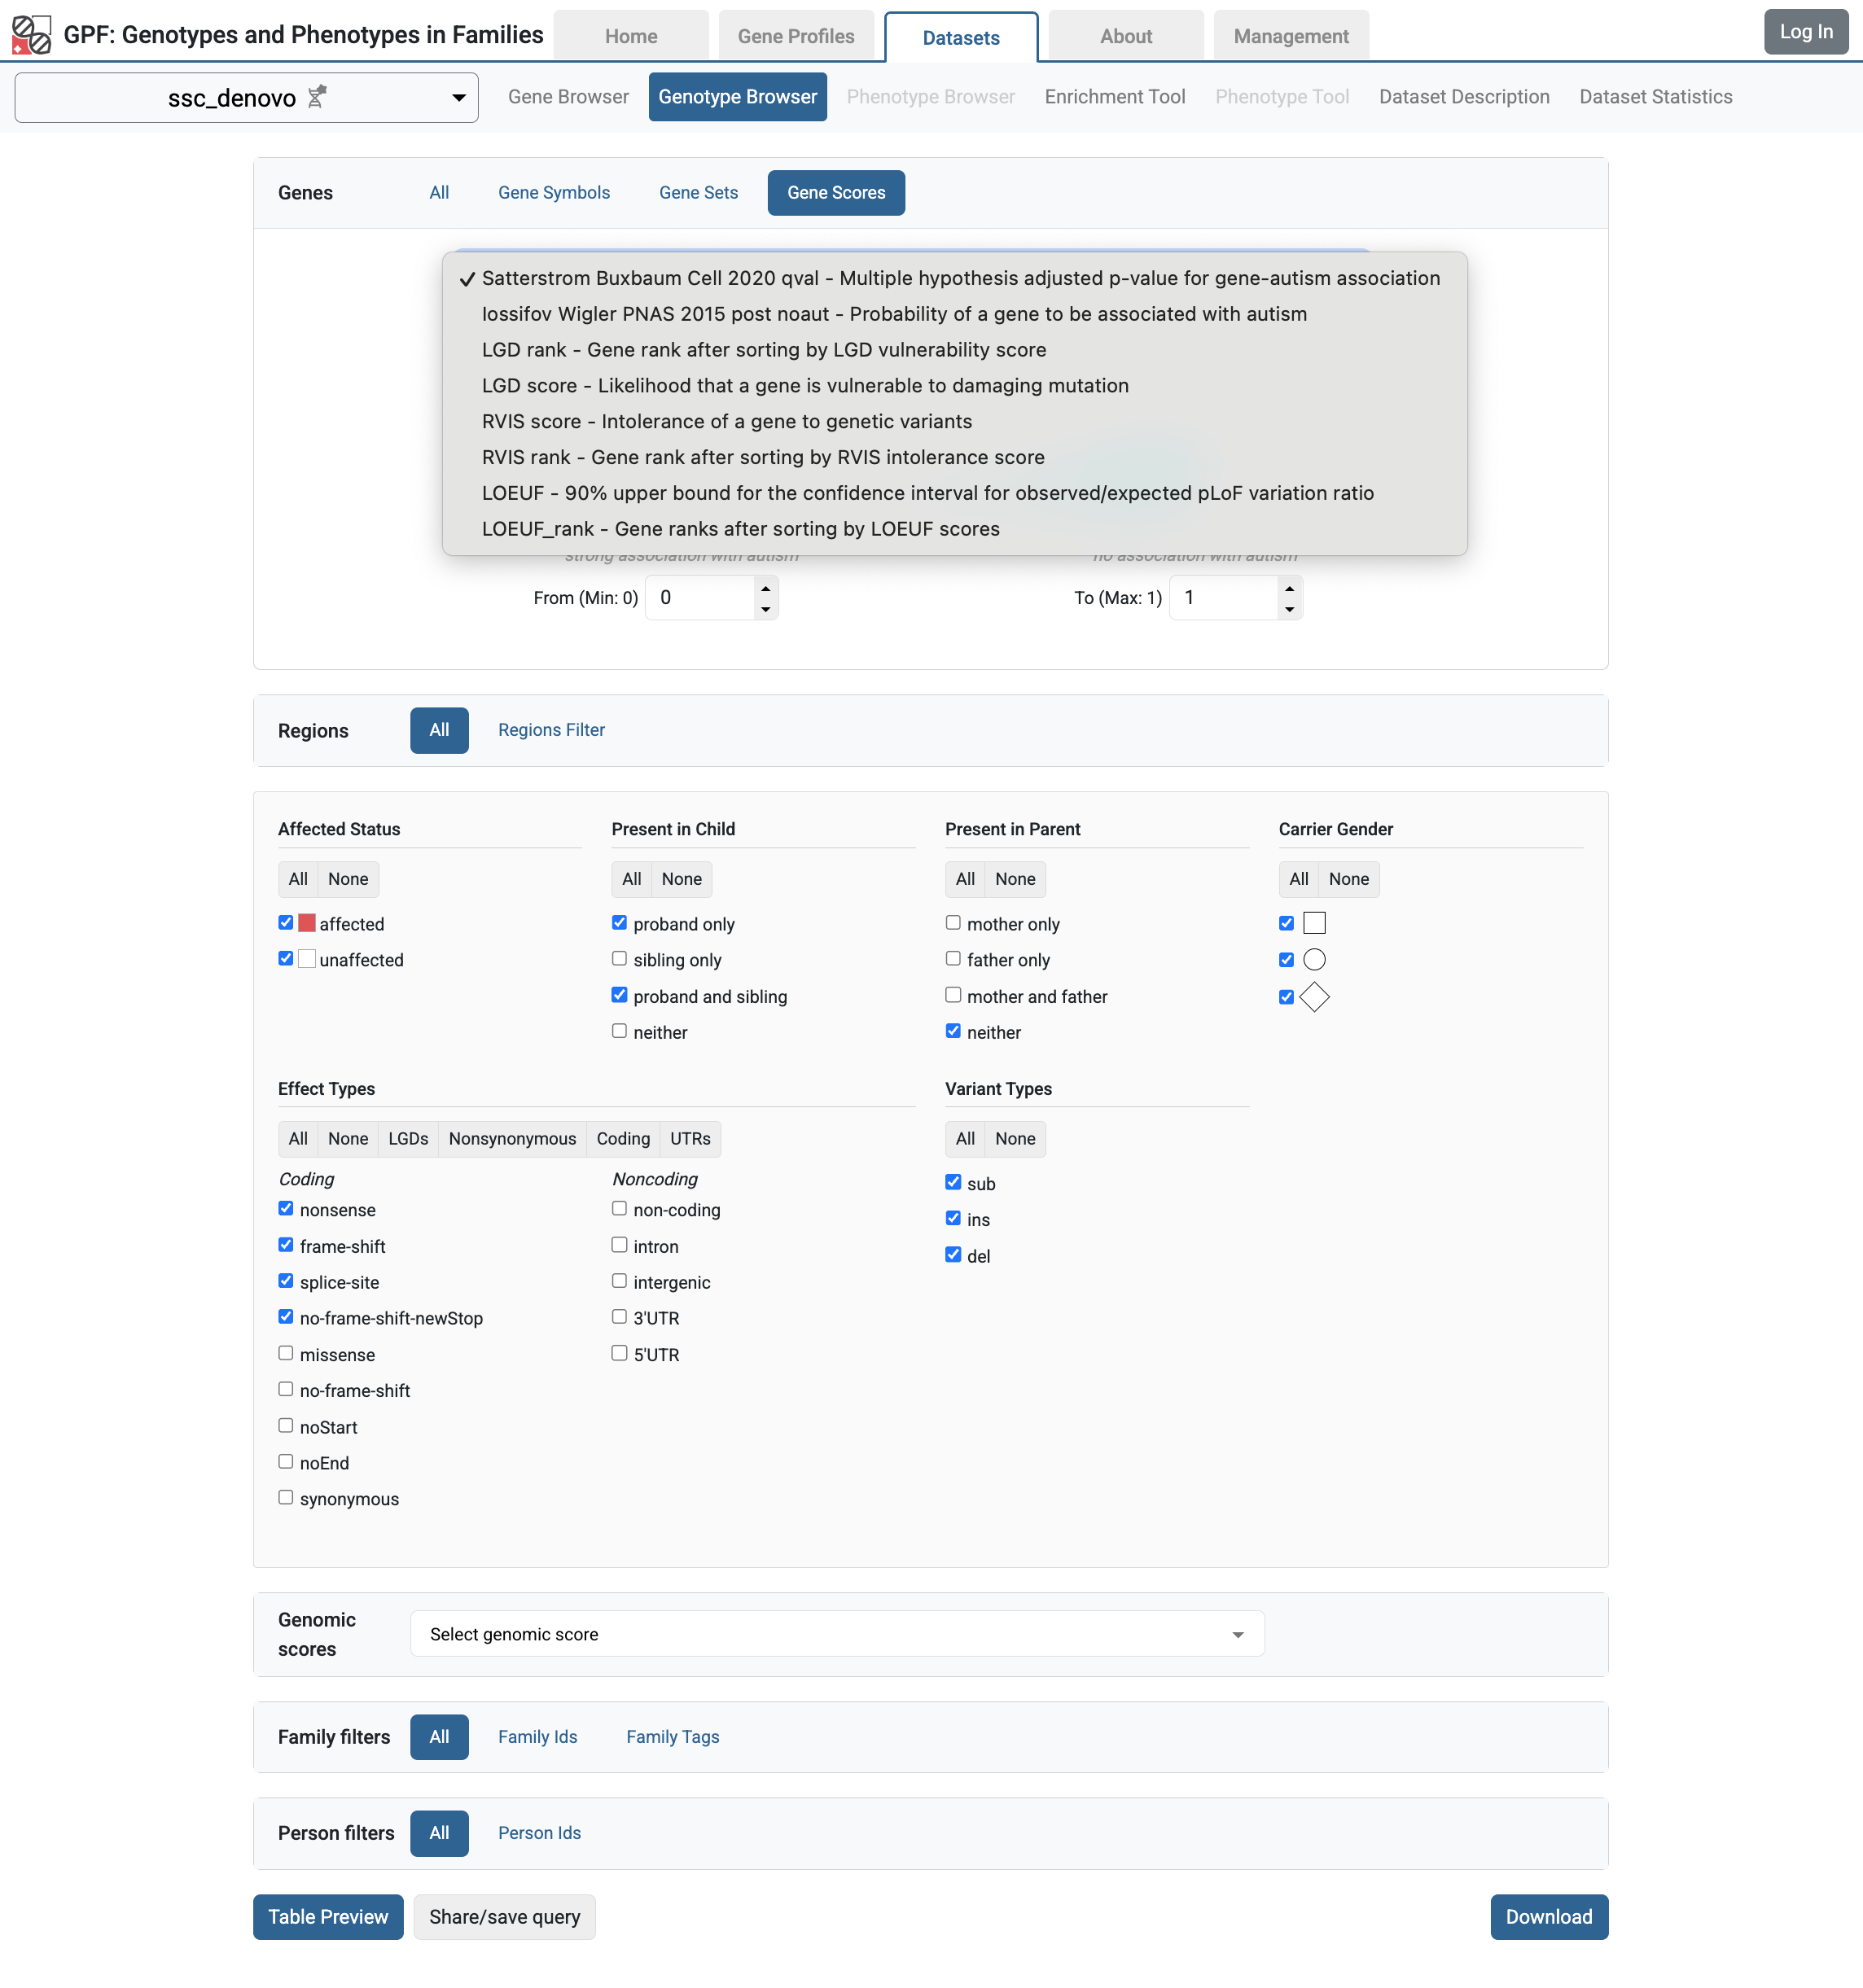 GPF: Genotypes and Phenotypes in Families
Home
Gene Profiles
Datasets
About
Management
Log In
ssc_denovo
Gene Browser
Genotype Browser
Phenotype Browser
Enrichment Tool
Phenotype Tool
Dataset Description
Dataset Statistics
Genes
All
Gene Symbols
Gene Sets
Gene Scores
Satterstrom Buxbaum Cell 2020 qval - Multiple hypothesis adjusted p-value for gene-autism association
Iossifov Wigler PNAS 2015 post noaut - Probability of a gene to be associated with autism
LGD rank - Gene rank after sorting by LGD vulnerability score
LGD score - Likelihood that a gene is vulnerable to damaging mutation
RVIS score - Intolerance of a gene to genetic variants
RVIS rank - Gene rank after sorting by RVIS intolerance score
LOEUF - 90% upper bound for the confidence interval for observed/expected pLoF variation ratio
LOEUF_rank - Gene ranks after sorting by LOEUF scores
strong association with autism
no association with autism
From (Min: 0) 0
To (Max: 1) 1
Regions
All
Regions Filter
Affected Status
All None
affected
unaffected
Present in Child
All None
proband only
sibling only
proband and sibling
neither
Present in Parent
All None
mother only
father only
mother and father
neither
Carrier Gender
All None
Effect Types
All None LGDs Nonsynonymous Coding UTRs
Coding
nonsense
frame-shift
splice-site
no-frame-shift-newStop
missense
no-frame-shift
noStart
noEnd
synonymous
Noncoding
non-coding
intron
intergenic
3'UTR
5'UTR
Variant Types
All None
sub
ins
del
Genomic
scores
Select genomic score
Family filters
All
Family Ids
Family Tags
Person filters
All
Person Ids
Table Preview
Share/save query
Download